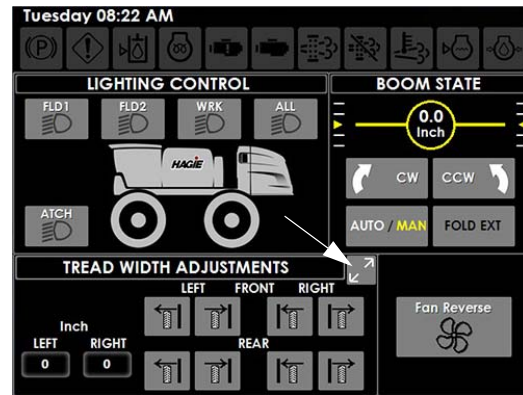 Tuesday 08:22 AM
(P)
LIGHTING CONTROL
BOOM STATE
FLD1 FLD2 WRK ALL
0.0
Inch
HAGIE
CW CCW
ATCH
AUTO / MAN FOLD EXT
TREAD WIDTH ADJUSTMENTS
LEFT FRONT RIGHT
Fan Reverse
Inch
LEFT RIGHT
REAR
0 0